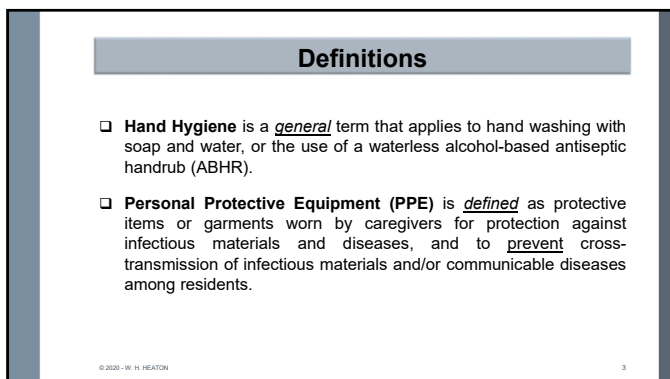 Definitions
❑ Hand Hygiene is a general term that applies to hand washing with
soap and water, or the use of a waterless alcohol-based antiseptic
handrub (ABHR).
❑ Personal Protective Equipment (PPE) is defined as protective
items or garments worn by caregivers for protection against
infectious materials and diseases, and to prevent cross-
transmission of infectious materials and/or communicable diseases
among residents.
© 2020 - W. H. HEATON 3